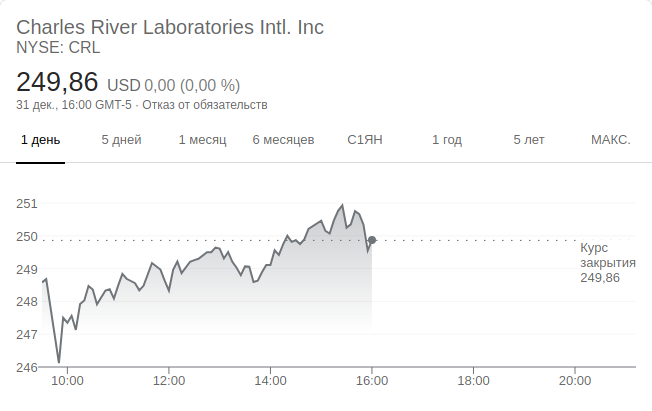 Charles River Laboratories Intl. Inc
NYSE: CRL
249,86 USD 0,00 (0,00 %)
31 дек., 16:00 GMT-5 · Отказ от обязательств
1 день 5 дней 1 месяц 6 месяцев С1ЯН 1 год 5 лет МАКС.
251
250
249
248
247
246
Курс
закрытия
249,86
10:00 12:00 14:00 16:00 18:00 20:00